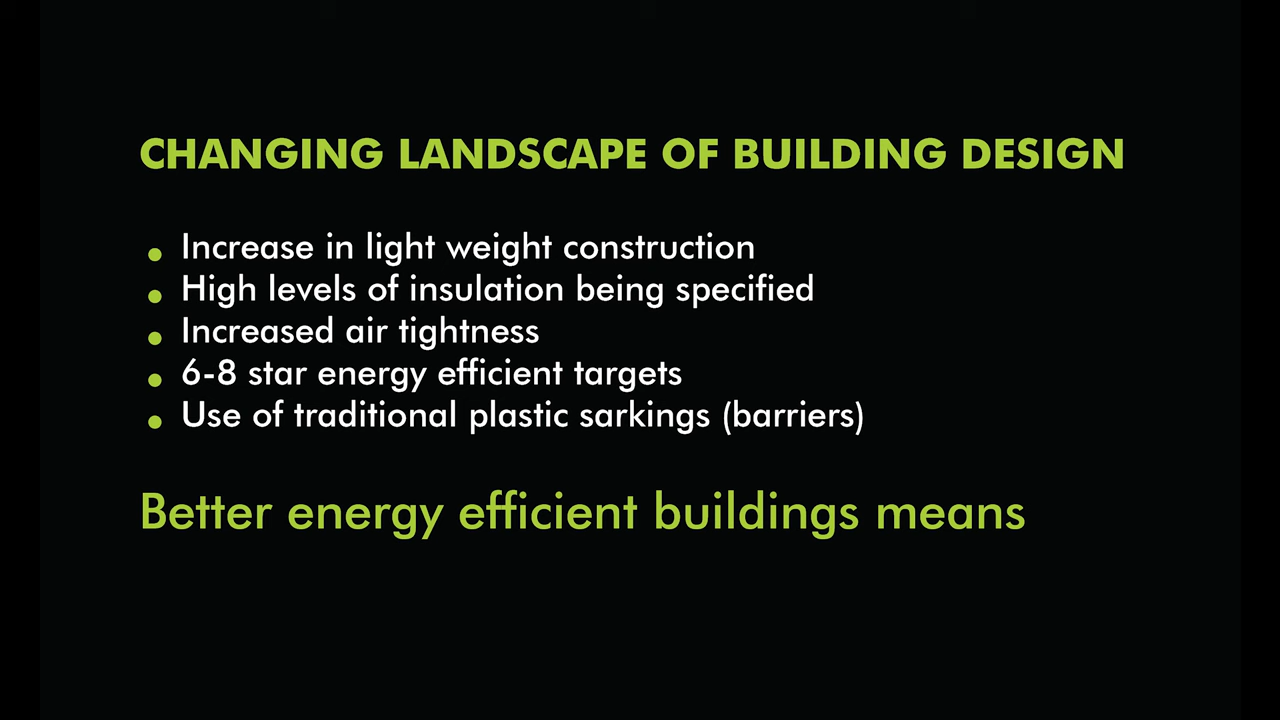 CHANGING LANDSCAPE OF BUILDING DESIGN
• Increase in light weight construction
• High levels of insulation being specified
• Increased air tightness
• 6-8 star energy efficient targets
• Use of traditional plastic sarkings (barriers)
Better energy efficient buildings means